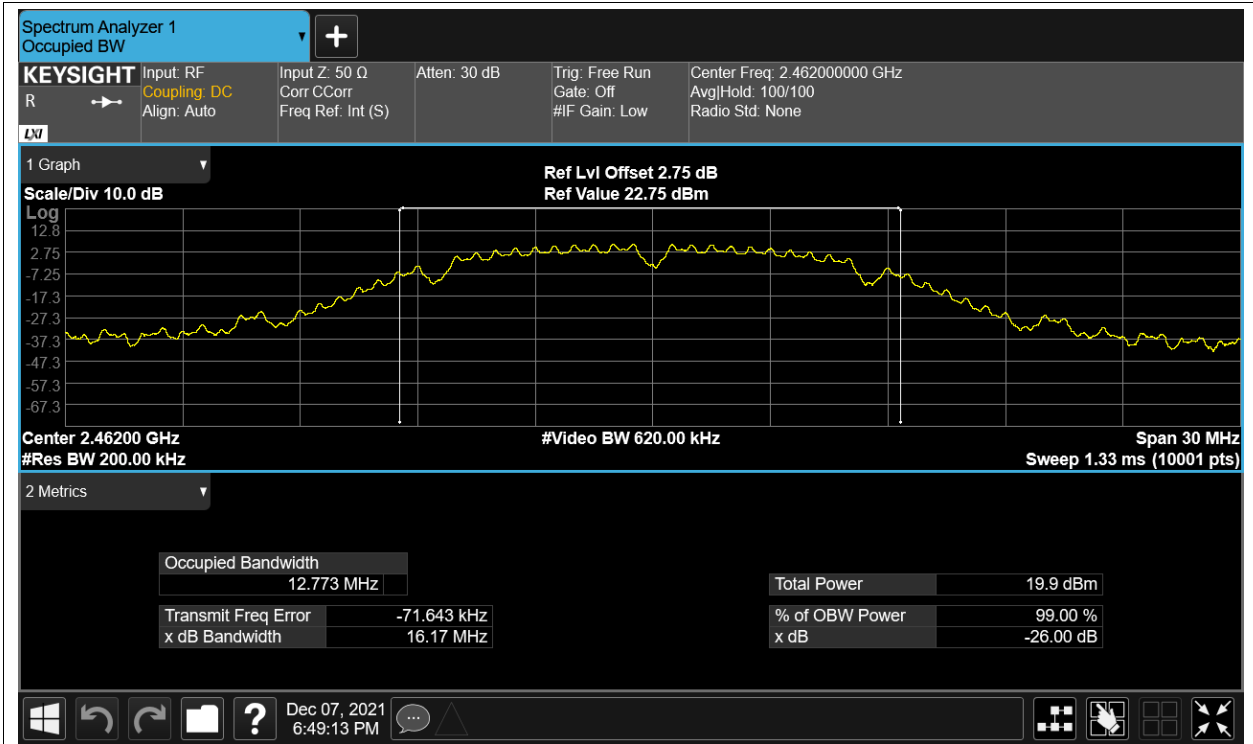 Spectrum Analyzer 1
Occupied BW
KEYSIGHT
R
LXI
Input: RF
Coupling: DC
Align: Auto
Input Z: 50 Ω
Corr CCorr
Freq Ref: Int (S)
Atten: 30 dB
Trig: Free Run
Gate: Off
#IF Gain: Low
Center Freq: 2.462000000 GHz
Avg|Hold: 100/100
Radio Std: None
1 Graph
Scale/Div 10.0 dB
Ref Lvl Offset 2.75 dB
Ref Value 22.75 dBm
Log
12.8
2.75
-7.25
-17.3
-27.3
-37.3
-47.3
-57.3
-67.3
Center 2.46200 GHz
#Video BW 620.00 kHz
Span 30 MHz
#Res BW 200.00 kHz
Sweep 1.33 ms (10001 pts)
2 Metrics
Occupied Bandwidth
12.773 MHz
Total Power 19.9 dBm
Transmit Freq Error -71.643 kHz
% of OBW Power 99.00 %
x dB Bandwidth 16.17 MHz
x dB -26.00 dB
?
Dec 07, 2021
6:49:13 PM